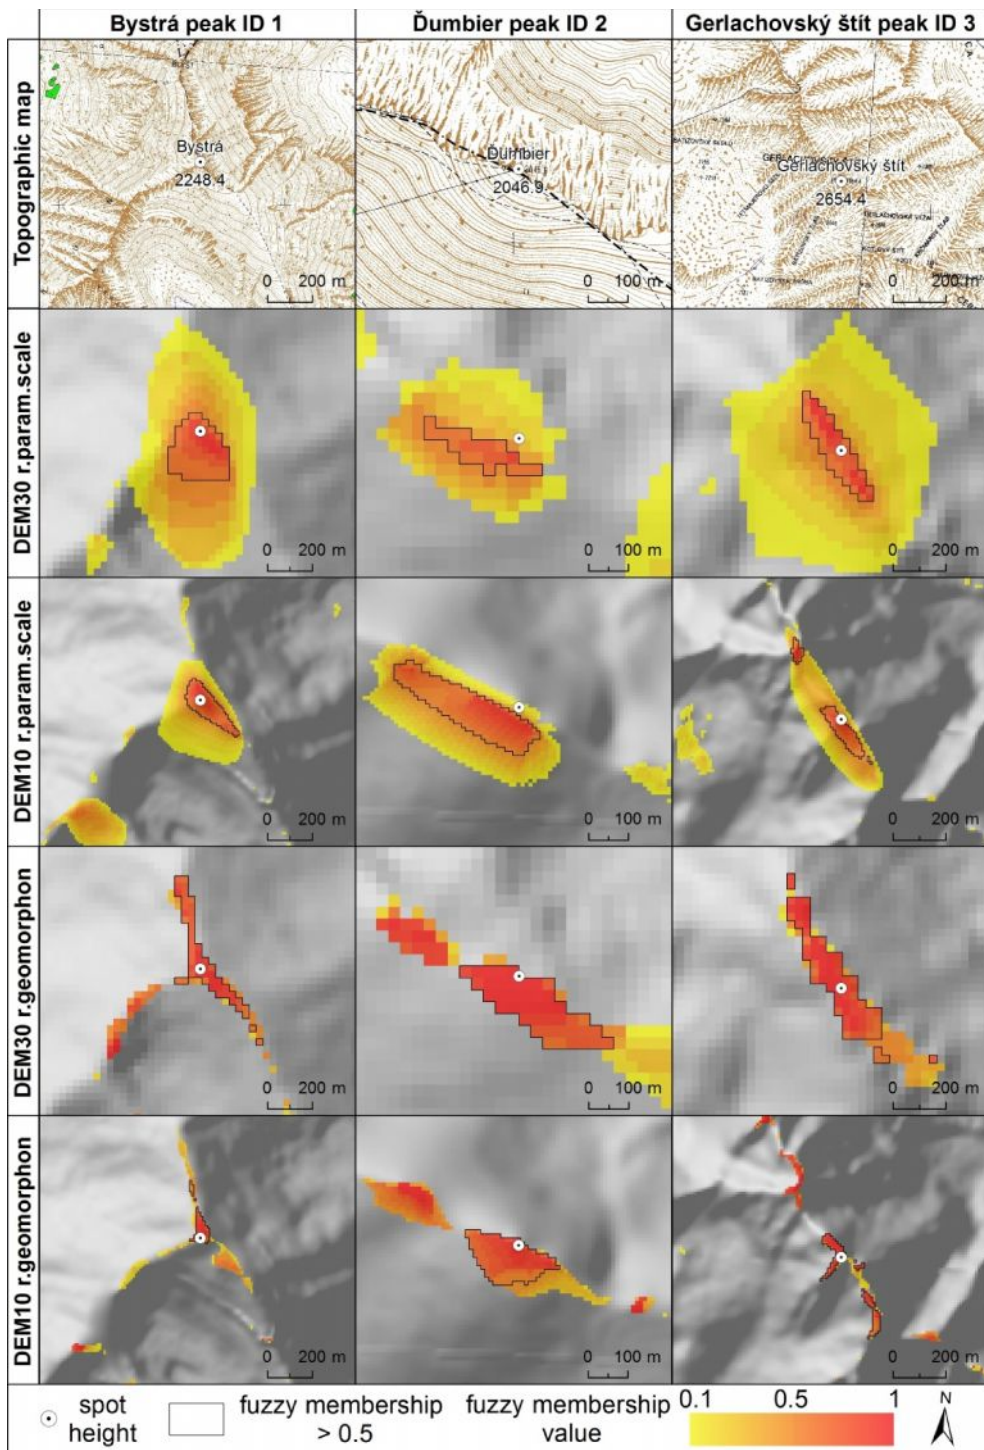 Bystrá peak ID 1
Ďumbier peak ID 2
Gerlachovský štít peak ID 3
Topographic map
Bystrá
2248.4
0 200 m
Ďumbier
2046.9
0 100 m
Gerlachovský štít
2654.4
0 200 m
DEM30 r.param.scale
0 200 m
0 100 m
0 200 m
DEM10 r.param.scale
0 200 m
0 100 m
0 200 m
DEM30 r.geomorphon
0 200 m
0 100 m
0 200 m
DEM10 r.geomorphon
0 200 m
0 100 m
0 200 m
spot height
fuzzy membership > 0.5
fuzzy membership value
0.1 0.5 1
N